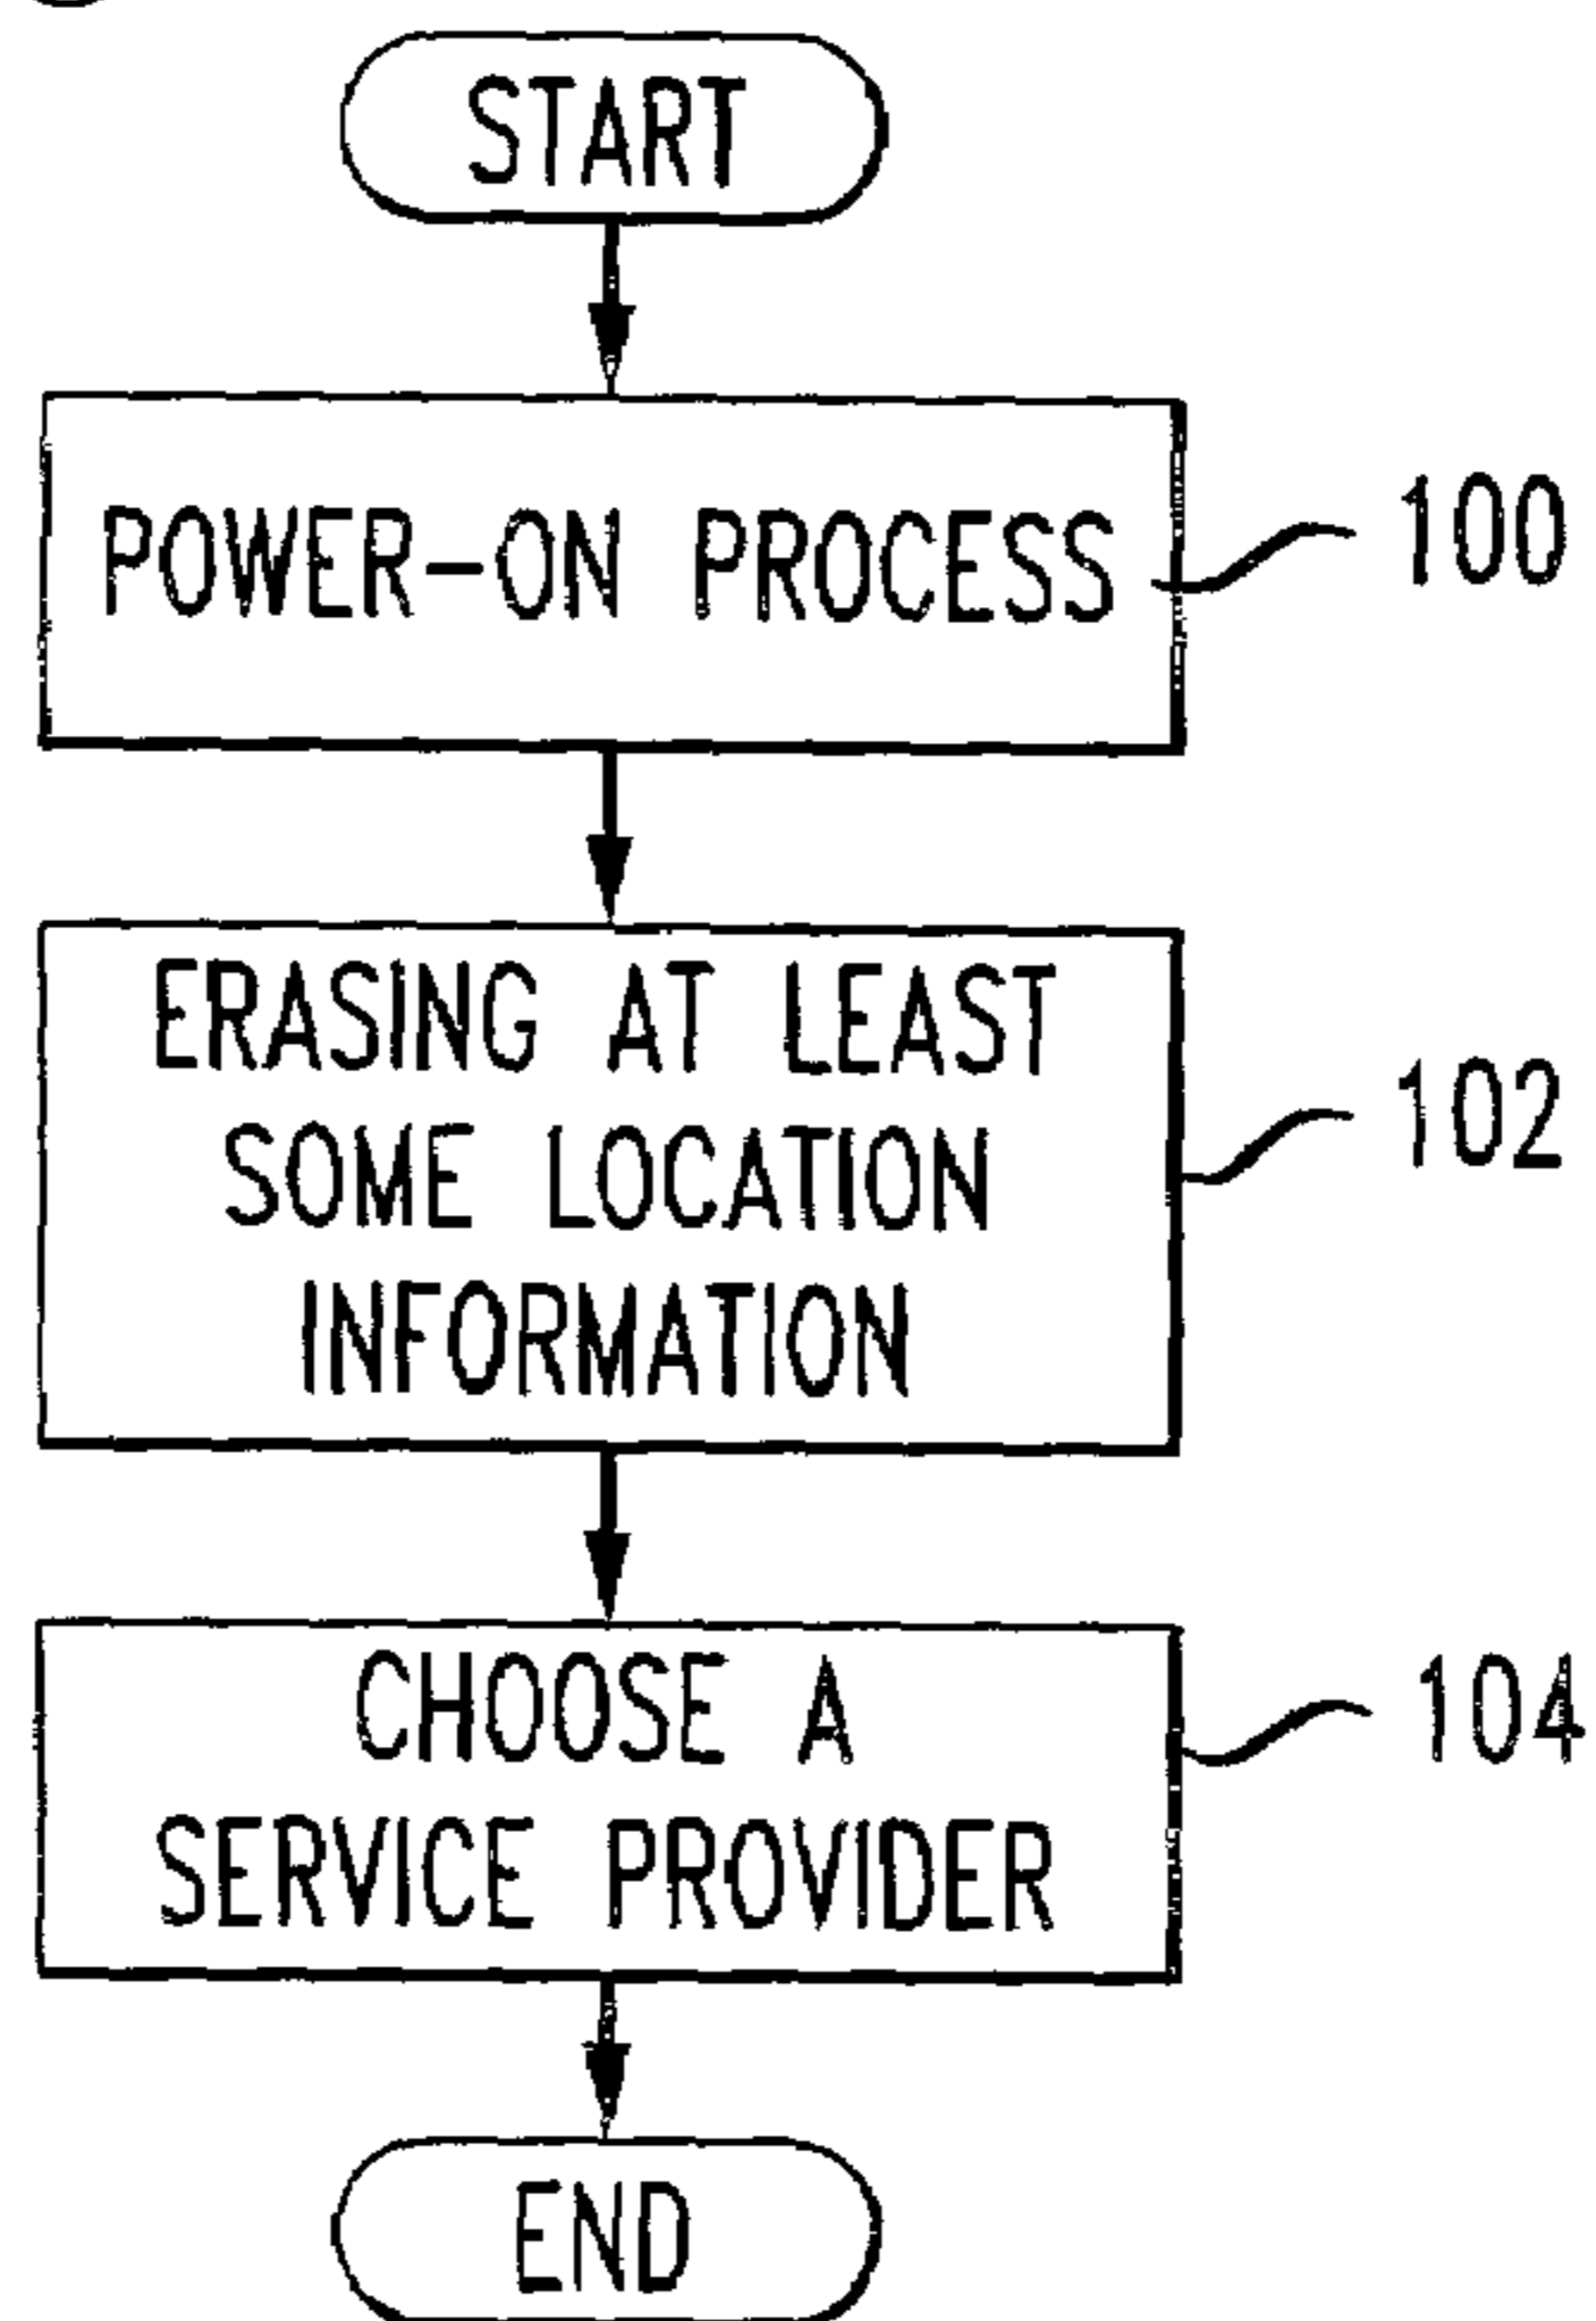 START
POWER-ON PROCESS
100
ERASING AT LEAST
SOME LOCATION
INFORMATION
102
CHOOSE A
SERVICE PROVIDER
104
END